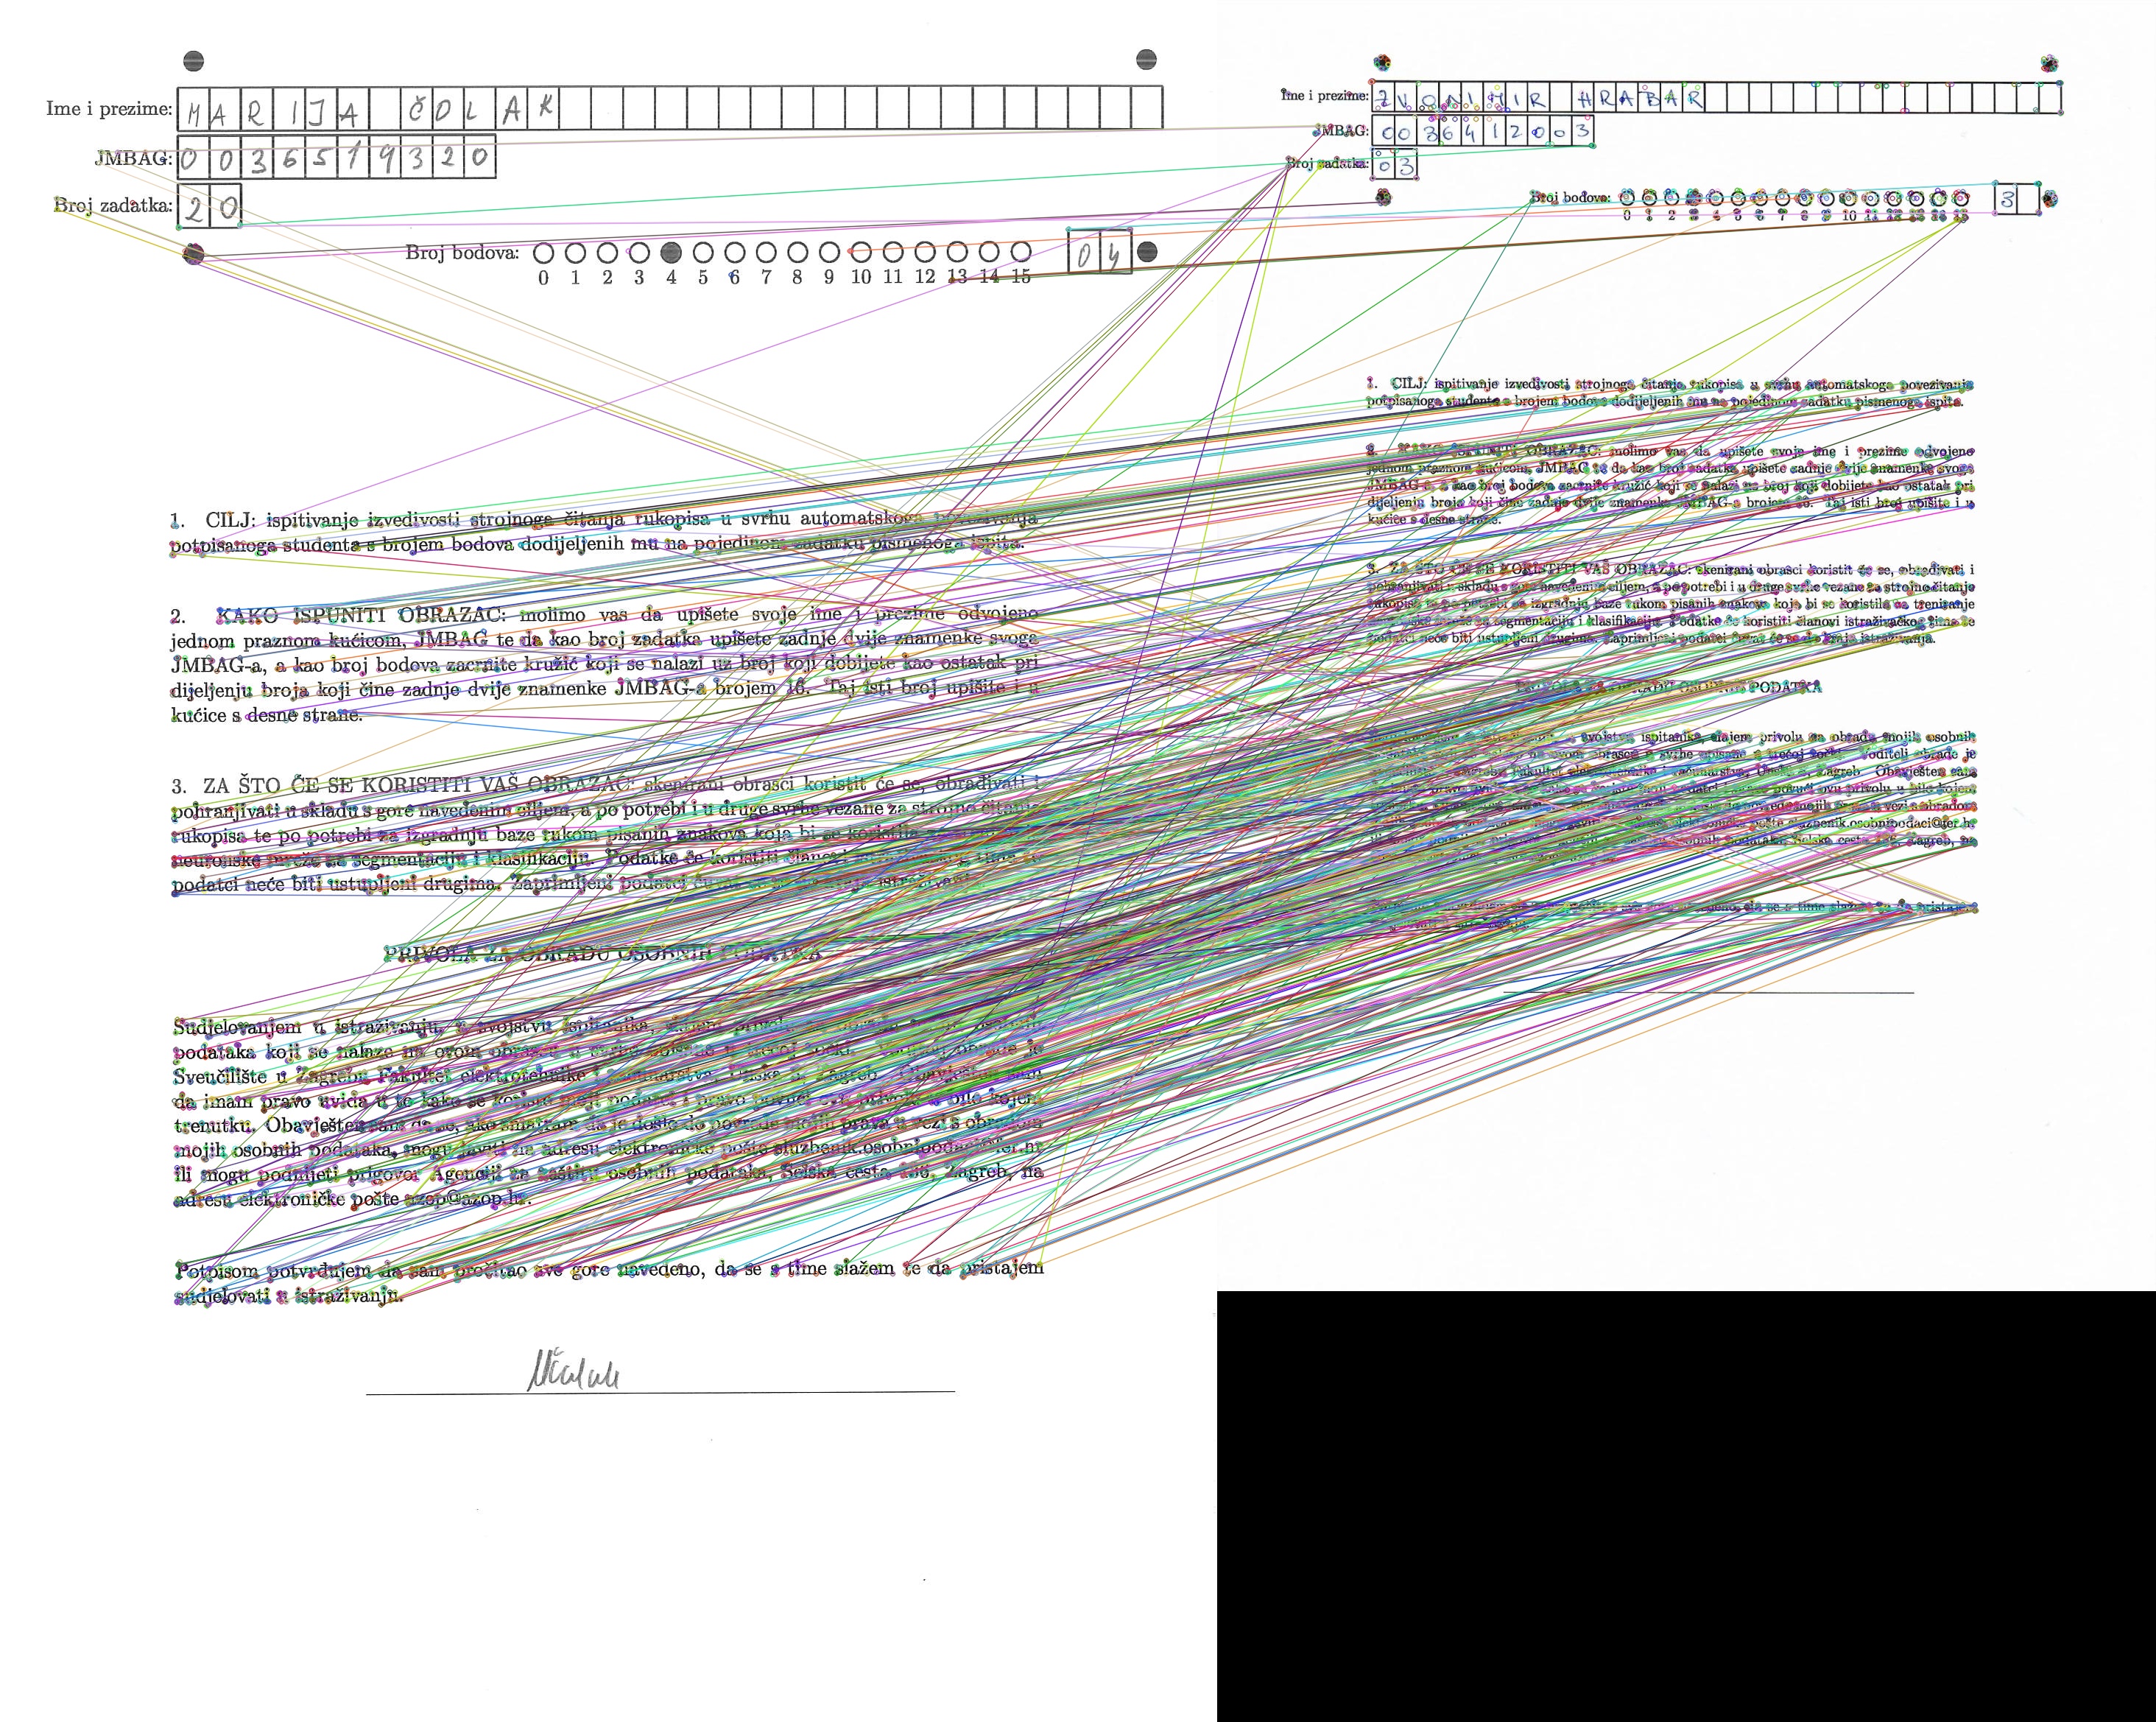 Ime i prezime: MARIJA ČOLAK
JMBAG: 0036519320
Broj zadatka: 20
Broj bodova: 0 1 2 3 4 5 6 7 8 9 10 11 12 13 14 15 04
1. CILJ: ispitivanje izvedivosti strojnoga čitanja rukopisa u svrhu automatskoga povezivanja
potpisanoga studenta s brojem bodova dodijeljenih mu na pojedinom zadatku pismenoga ispita.
2. KAKO ISPUNITI OBRAZAC: molimo vas da upišete svoje ime i prezime odvojeno
jednom praznom kućicom, JMBAG te da kao broj zadatka upišete zadnje dvije znamenke svoga
JMBAG-a, a kao broj bodova zacrnite kružić koji se nalazi uz broj koji dobijete kao ostatak pri
dijeljenju broja koji čine zadnje dvije znamenke JMBAG-a brojem 16. Taj isti broj upišite i u
kućice s desne strane.
3. ZA ŠTO ĆE SE KORISTITI VAŠ OBRAZAC: skenirani obrasci koristit će se, obrađivati i
pohranjivati u skladu s gore navedenim ciljem, a po potrebi i u druge svrhe vezane za strojno čitanje
rukopisa te po potrebi za izgradnju baze rukom pisanih znakova koja bi se koristila za treniranje
neuronske mreže za segmentaciju i klasifikaciju. Podatke će koristiti članovi istraživačkog tima te
podatci neće biti ustupljeni drugima. Zaprimljeni podatci čuvat će se do kraja istraživanja.
PRIVOLA ZA OBRADU OSOBNIH PODATKA
Sudjelovanjem u istraživanju, u svojstvu ispitanika, dajem privolu za obradu mojih osobnih
podataka koji se nalaze na ovom obrascu u svrhe opisane u trećoj točki. Voditelj obrade je
Sveučilište u Zagrebu Fakultet elektrotehnike i računarstva, Unska 3, Zagreb. Obavješten sam
da imam pravo uvida u to kako se koriste moji podatci i pravo povući ovu privolu u bilo kojem
trenutku. Obavješten sam da se, ako smatram da je došlo do povrede mojih prava u vezi s obradom
mojih osobnih podataka, mogu javiti na adresu elektroničke pošte sluzbenik.osobnipodaci@fer.hr
ili mogu podnijeti prigovor Agenciji za zaštitu osobnih podataka, Selska cesta 136, Zagreb, na
adresu elektroničke pošte azop@azop.hr.
Potpisom potvrđujem da sam pročitao sve gore navedeno, da se s time slažem te da pristajem
sudjelovati u istraživanju.
Ime i prezime: ZVONIMIR HRABAR
JMBAG: 0036412003
Broj zadatka: 03
Broj bodova: 0 1 2 3 4 5 6 7 8 9 10 11 12 13 14 15 3
1. CILJ: ispitivanje izvedivosti strojnoga čitanja rukopisa u svrhu automatskoga povezivanja
potpisanoga studenta s brojem bodova dodijeljenih mu na pojedinom zadatku pismenoga ispita.
2. KAKO ISPUNITI OBRAZAC: molimo vas da upišete svoje ime i prezime odvojeno
jednom praznom kućicom, JMBAG te da kao broj zadatka upišete zadnje dvije znamenke svoga
JMBAG-a, a kao broj bodova zacrnite kružić koji se nalazi uz broj koji dobijete kao ostatak pri
dijeljenju broja koji čine zadnje dvije znamenke JMBAG-a brojem 16. Taj isti broj upišite i u
kućice s desne strane.
3. ZA ŠTO ĆE SE KORISTITI VAŠ OBRAZAC: skenirani obrasci koristit će se, obrađivati i
pohranjivati u skladu s gore navedenim ciljem, a po potrebi i u druge svrhe vezane za strojno čitanje
rukopisa te po potrebi za izgradnju baze rukom pisanih znakova koja bi se koristila za treniranje
segmentaciju i klasifikaciju. Podatke će koristiti članovi istraživačkog tima te
podatci neće biti ustupljeni drugima. Zaprimljeni podatci čuvat će se do kraja istraživanja.
PRIVOLA ZA OBRADU OSOBNIH PODATKA
u svojstvu ispitanika, dajem privolu za obradu mojih osobnih
na ovom obrascu u svrhe opisane u trećoj točki. Voditelj obrade je
Zagrebu Fakultet elektrotehnike i računarstva, Unska 3, Zagreb. Obavješten sam
povući ovu privolu u bilo kojem
u vezi s obradom
elektroničke pošte sluzbenik.osobnipodaci@fer.hr
osobnih podataka, Selska cesta 136, Zagreb, na
navedeno, da se s time slažem te da pristajem